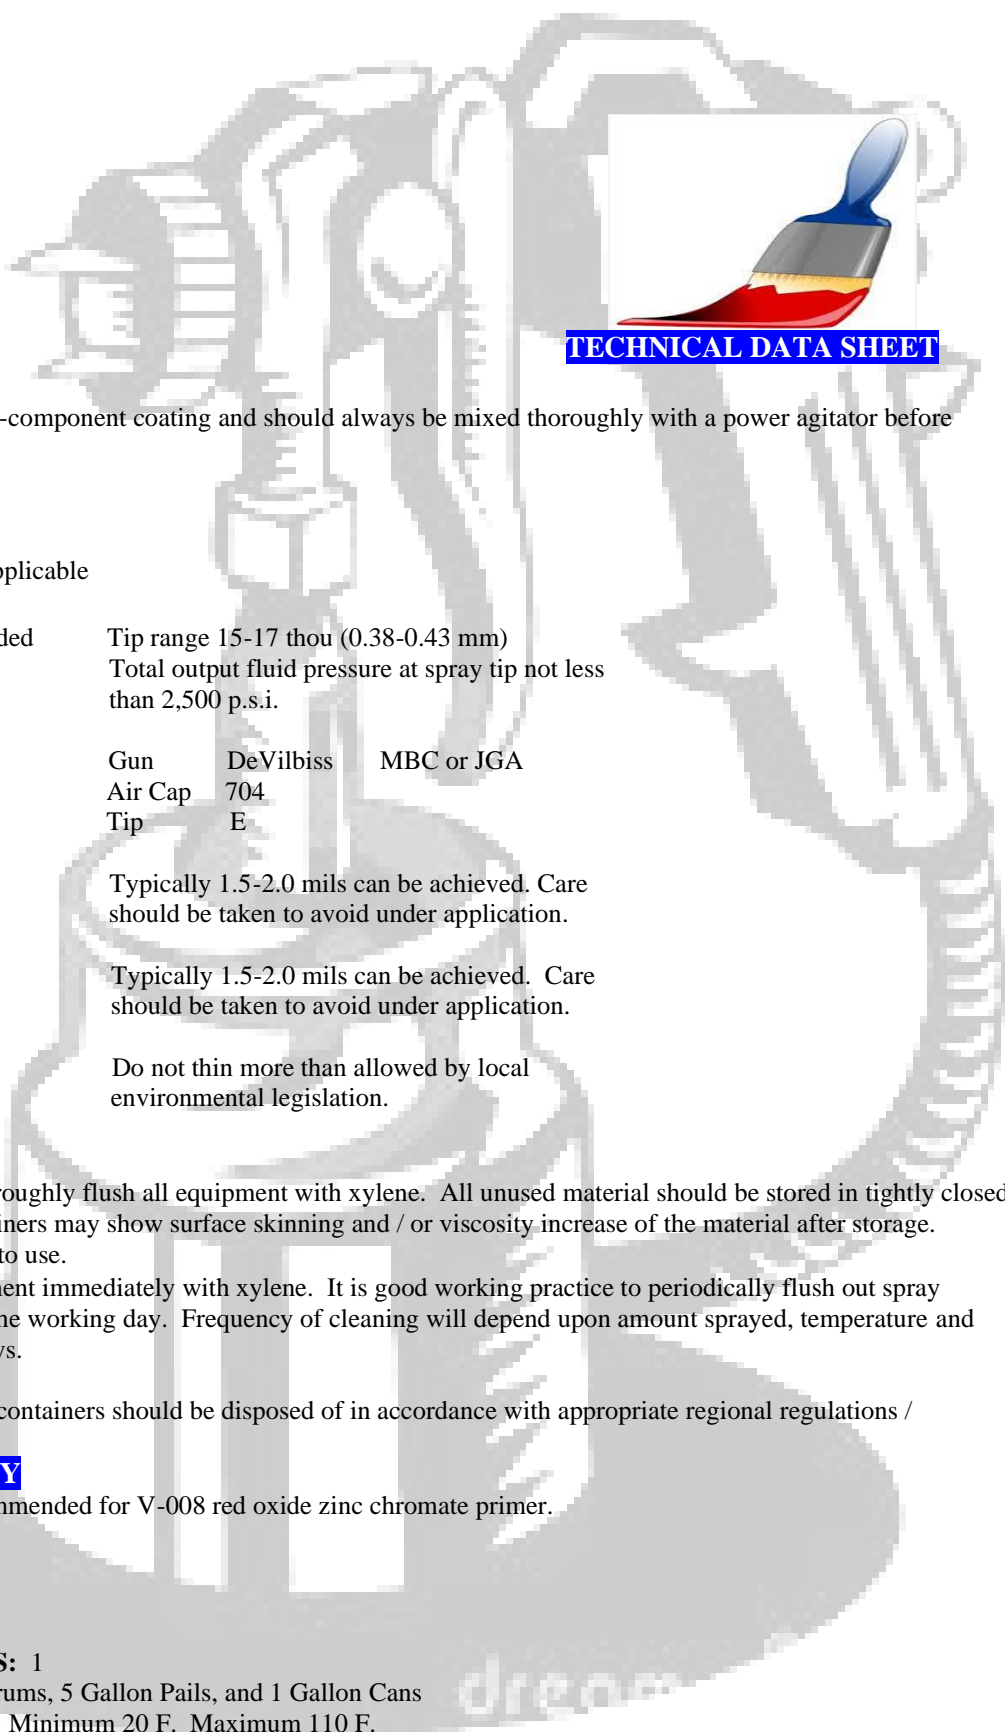 TECHNICAL DATA SHEET
-component coating and should always be mixed thoroughly with a power agitator before
pplicable
ded Tip range 15-17 thou (0.38-0.43 mm)
Total output fluid pressure at spray tip not less
than 2,500 p.s.i.
Gun DeVilbiss MBC or JGA
Air Cap 704
Tip E
Typically 1.5-2.0 mils can be achieved. Care
should be taken to avoid under application.
Typically 1.5-2.0 mils can be achieved. Care
should be taken to avoid under application.
Do not thin more than allowed by local
environmental legislation.
roughly flush all equipment with xylene. All unused material should be stored in tightly closed
iners may show surface skinning and / or viscosity increase of the material after storage.
to use.
ent immediately with xylene. It is good working practice to periodically flush out spray
ne working day. Frequency of cleaning will depend upon amount sprayed, temperature and
ys.
containers should be disposed of in accordance with appropriate regional regulations /
Y
mmended for V-008 red oxide zinc chromate primer.
S: 1
rums, 5 Gallon Pails, and 1 Gallon Cans
Minimum 20 F. Maximum 110 F.